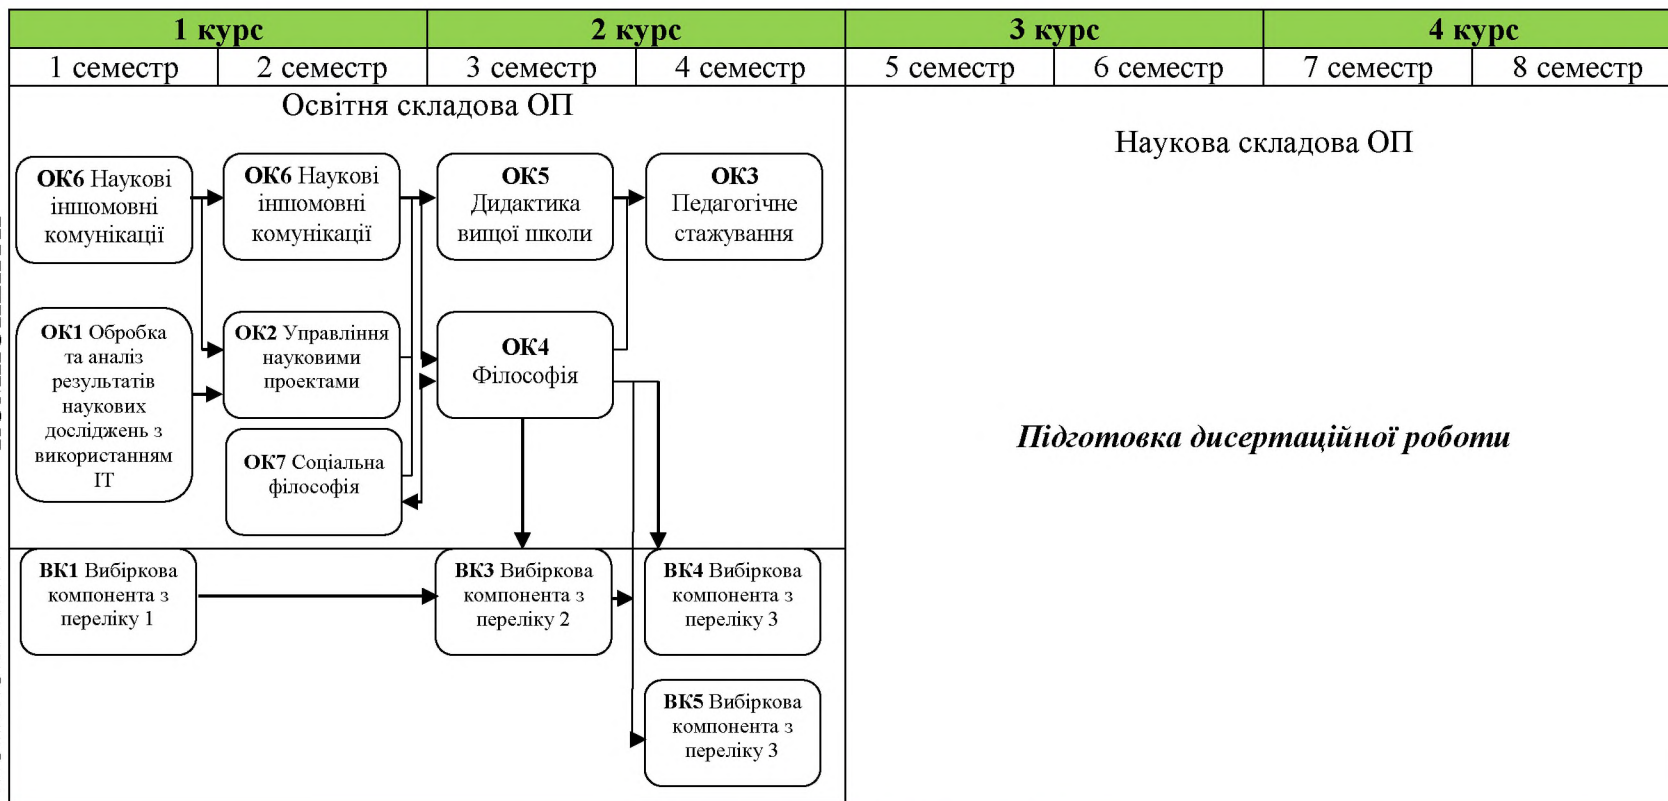 1 курс 2 курс 3 курс 4 курс
1 семестр 2 семестр 3 семестр 4 семестр 5 семестр 6 семестр 7 семестр 8 семестр
Освітня складова ОП
Наукова складова ОП
ОК6 Наукові
іншомовні
комунікації
ОК6 Наукові
іншомовні
комунікації
ОК5
Дидактика
вищої школи
ОК3
Педагогічне
стажування
ОК1 Обробка
та аналіз
результатів
наукових
досліджень з
використанням
ІТ
ОК2 Управління
науковими
проектами
ОК4
Філософія
ОК7 Соціальна
філософія
Підготовка дисертаційної роботи
ВК1 Вибіркова
компонента з
переліку 1
ВК3 Вибіркова
компонента з
переліку 2
ВК4 Вибіркова
компонента з
переліку 3
ВК5 Вибіркова
компонента з
переліку 3